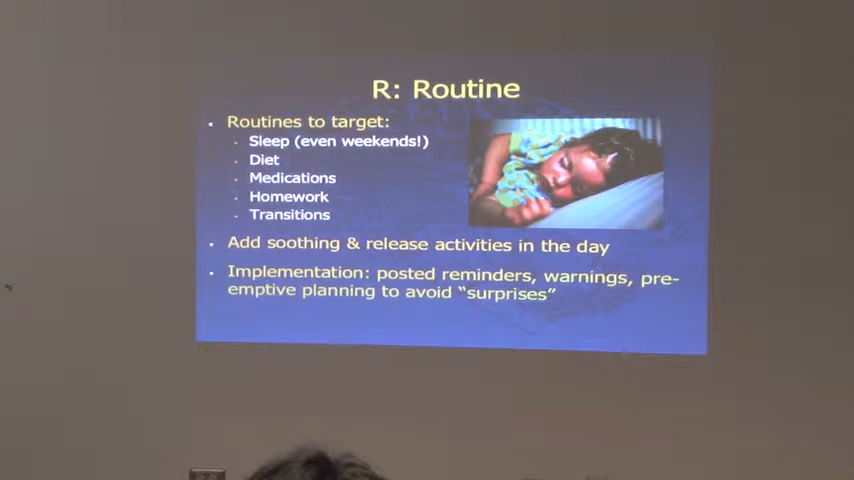 R: Routine
Routines to target:
Sleep (even weekends!)
Diet
Medications
Homework
Transitions
Add soothing & release activities in the day
Implementation: posted reminders, warnings, pre-
emptive planning to avoid “surprises”